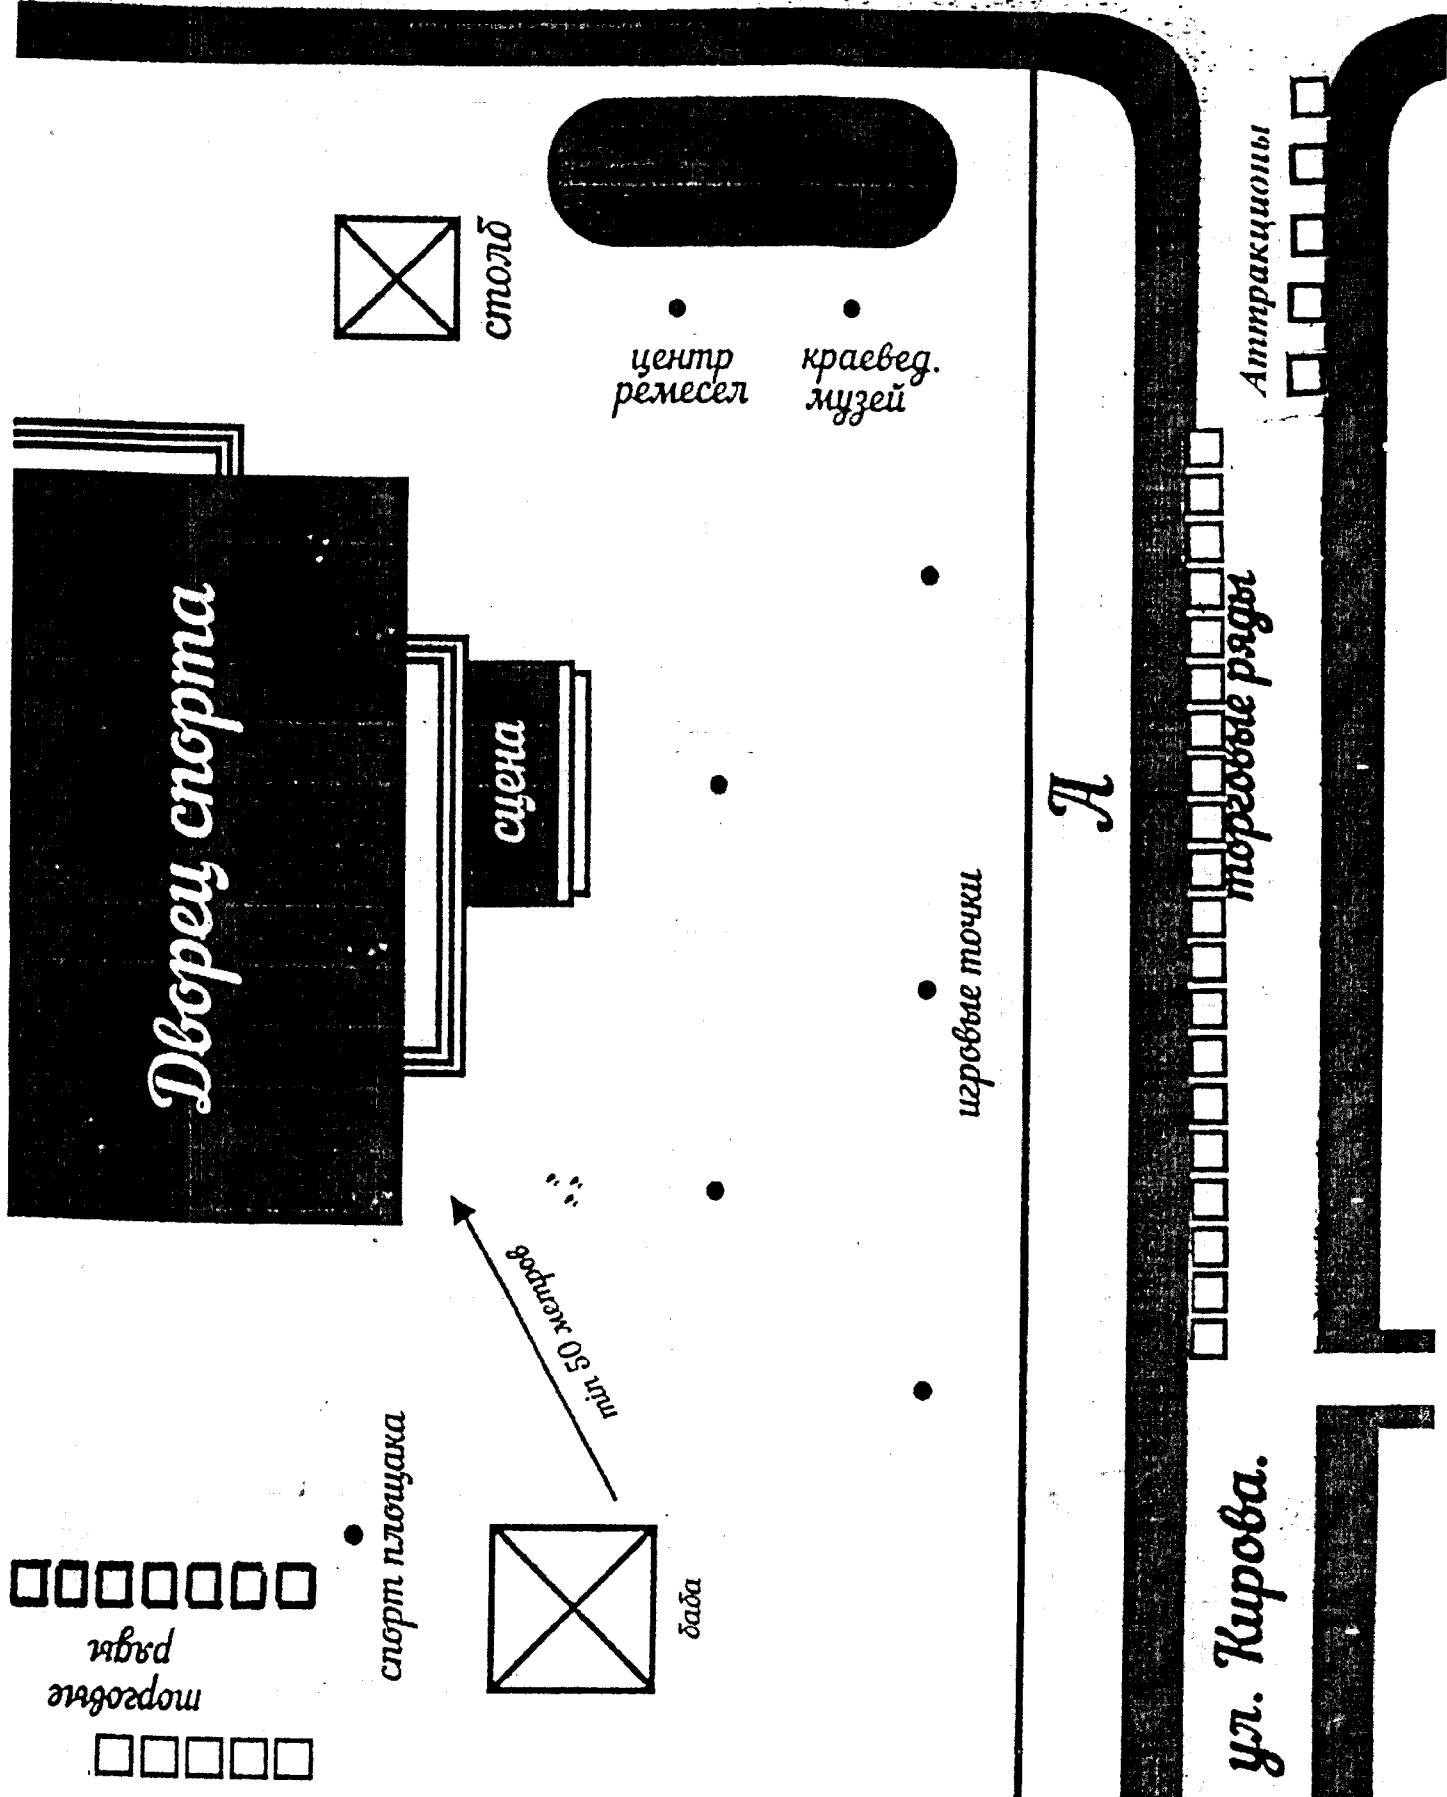 столб
центр
ремесел
краевед.
музей
Аттракционы
Дворец спорта
сцена
торговые ряды
А
игровые точки
min 50 метров
спорт площака
баба
торговые
ряды
ул. Кирова.